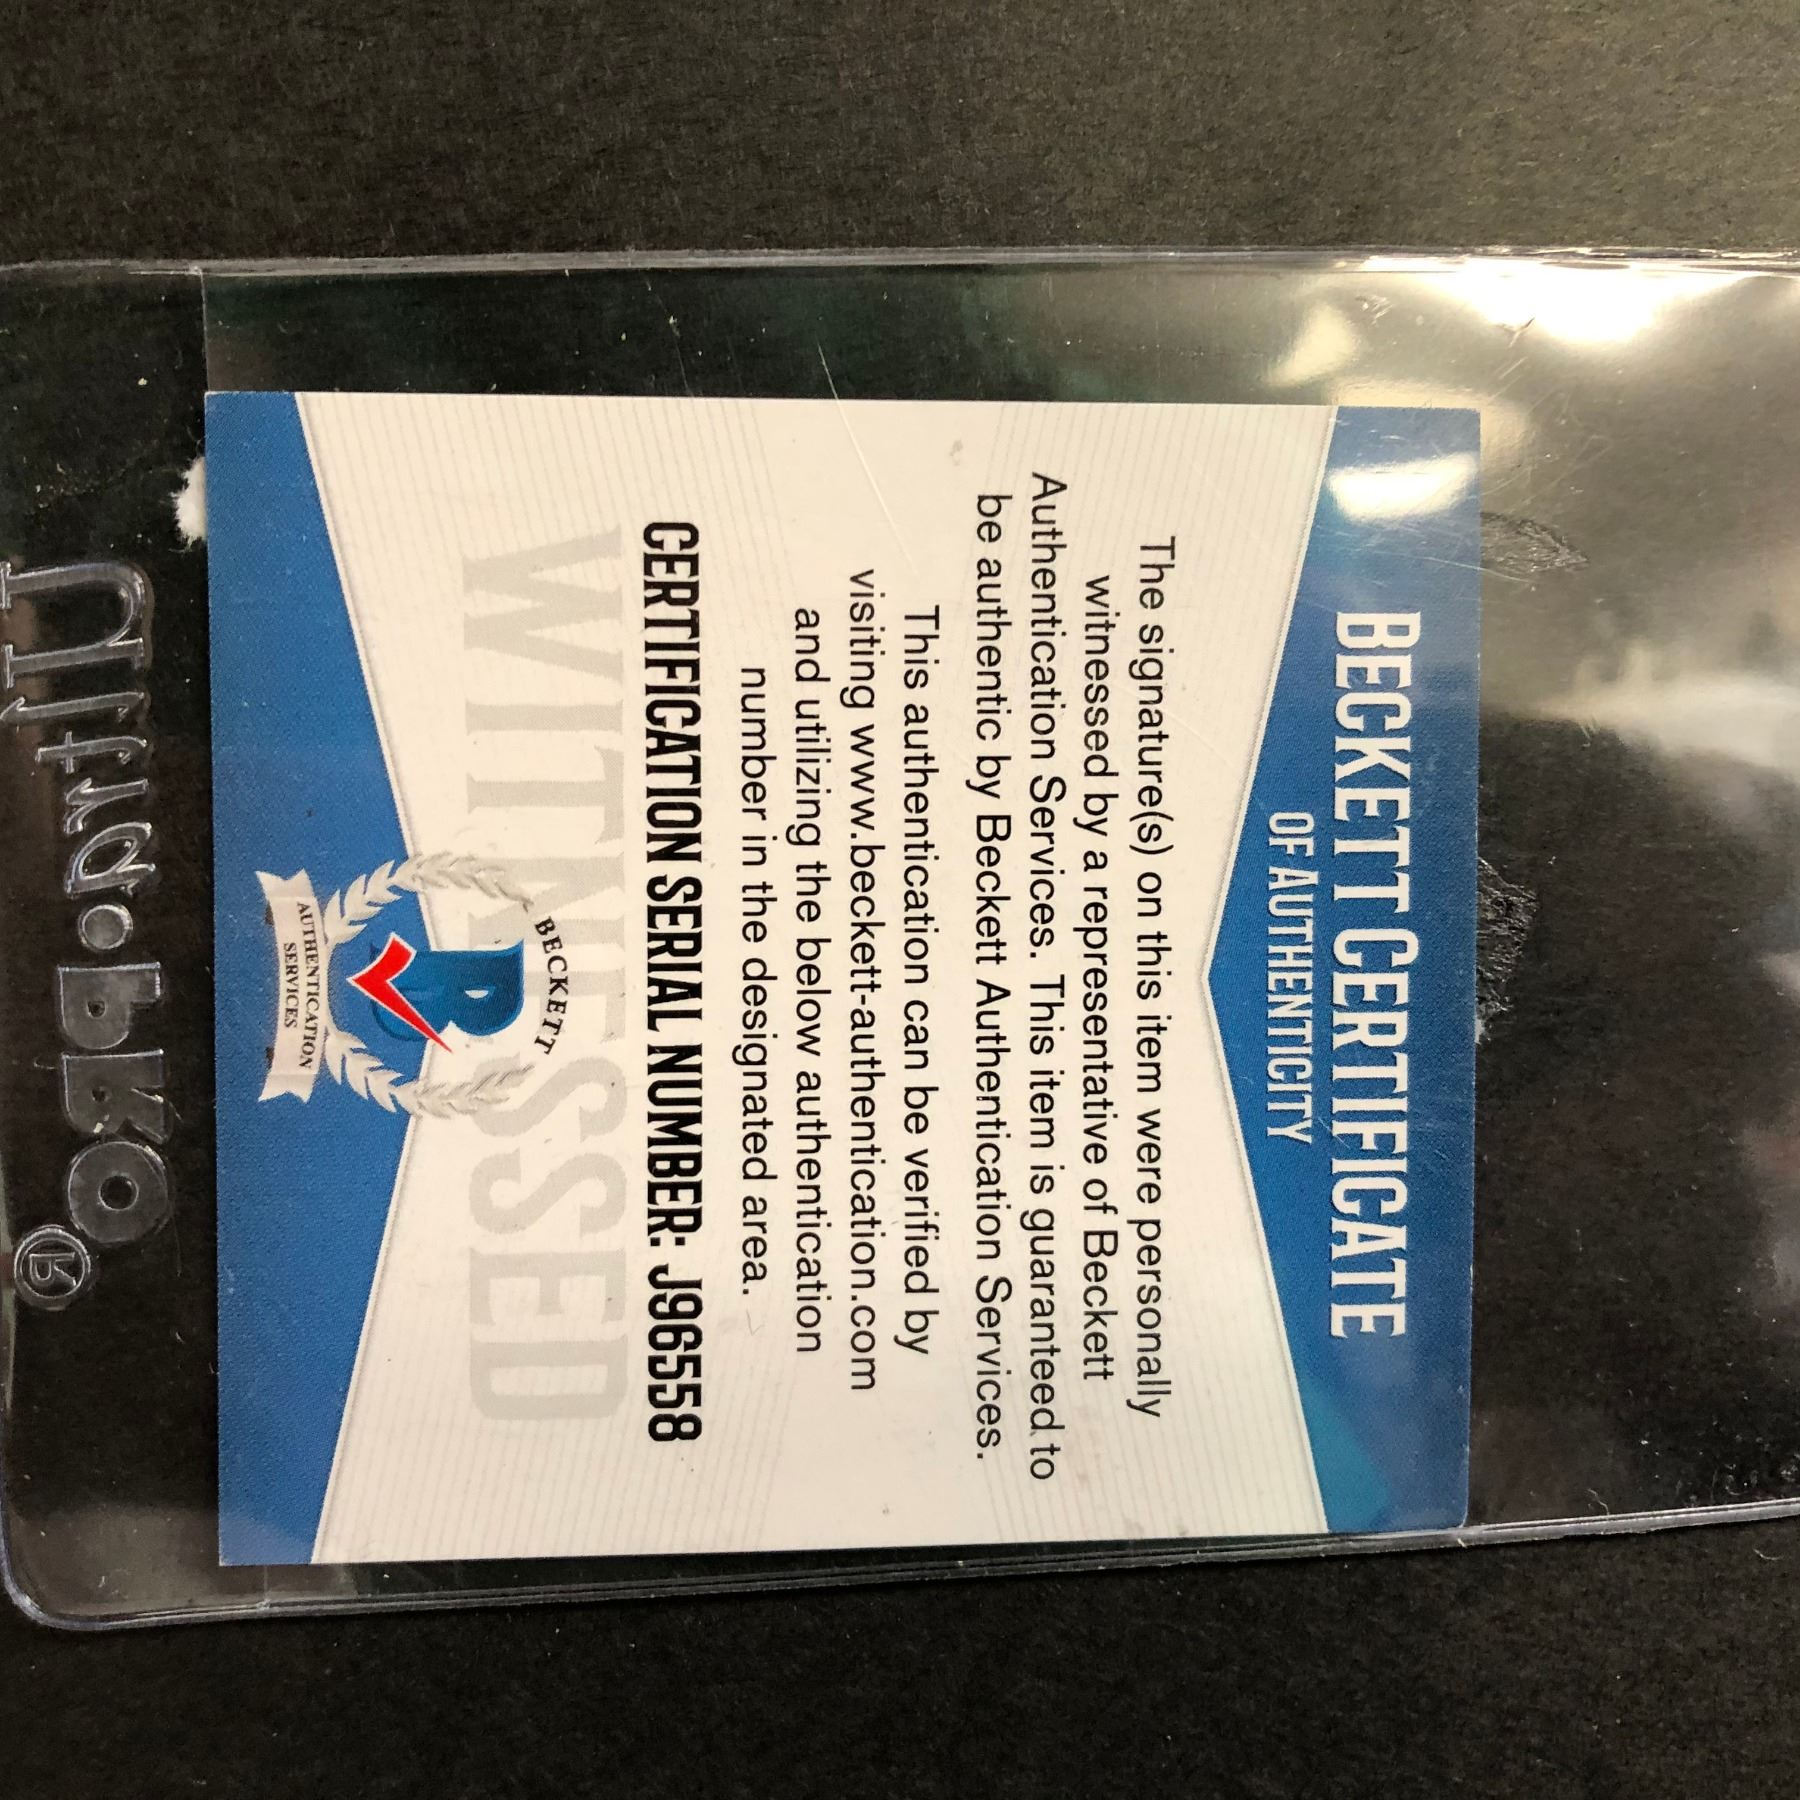 BECKETT CERTIFICATE
OF AUTHENTICITY
The signature(s) on this item were personally
witnessed by a representative of Beckett
Authentication Services. This item is guaranteed to
be authentic by Beckett Authentication Services.
This authentication can be verified by
visiting www.beckett-authentication.com
and utilizing the below authentication
number in the designated area.
CERTIFICATION SERIAL NUMBER: J96558
WITNESSED
BECKETT
B
AUTHENTICATION
SERVICES
ULTRA•PRO®